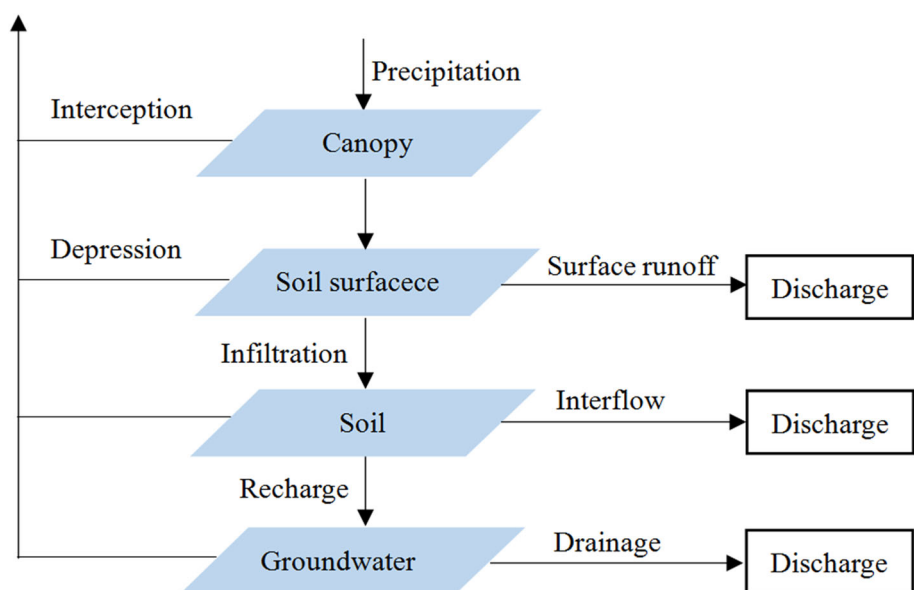 Precipitation
Interception
Canopy
Depression
Soil surfacece
Surface runoff
Discharge
Infiltration
Soil
Interflow
Discharge
Recharge
Groundwater
Drainage
Discharge